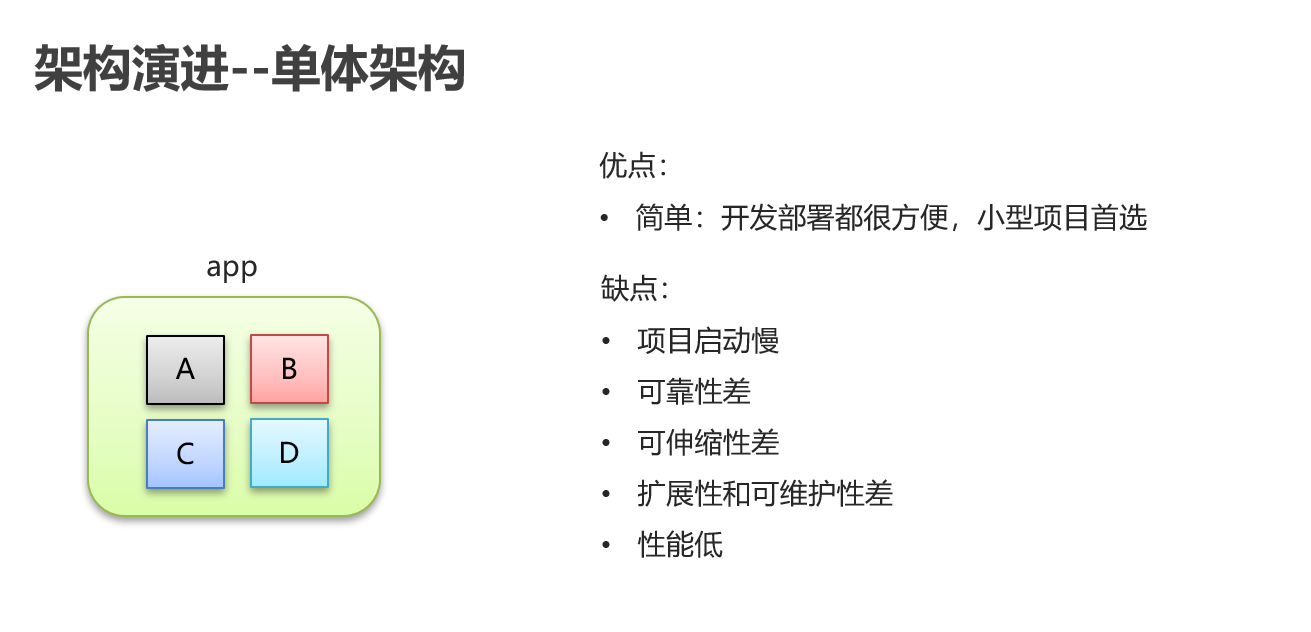 架构演进--单体架构
app
A
B
C
D
优点：
• 简单：开发部署都很方便，小型项目首选
缺点：
• 项目启动慢
• 可靠性差
• 可伸缩性差
• 扩展性和可维护性差
• 性能低